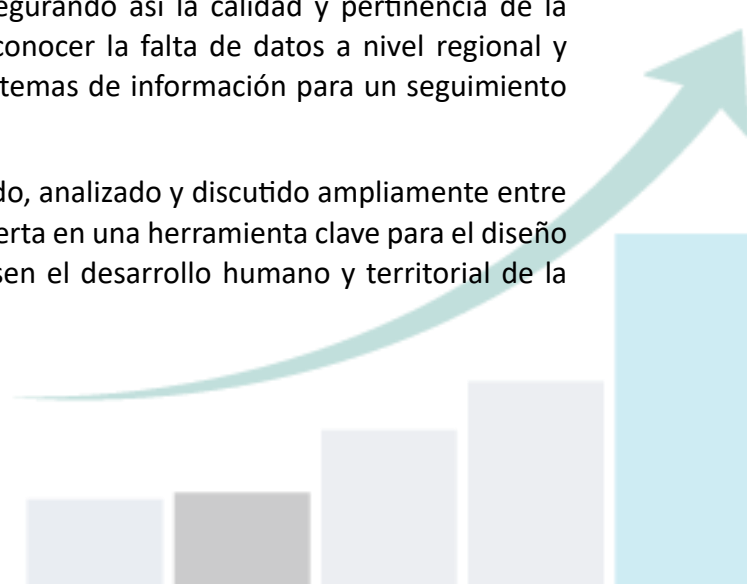 egurando así la calidad y pertinencia de la
conocer la falta de datos a nivel regional y
temas de información para un seguimiento
do, analizado y discutido ampliamente entre
erta en una herramienta clave para el diseño
sen el desarrollo humano y territorial de la